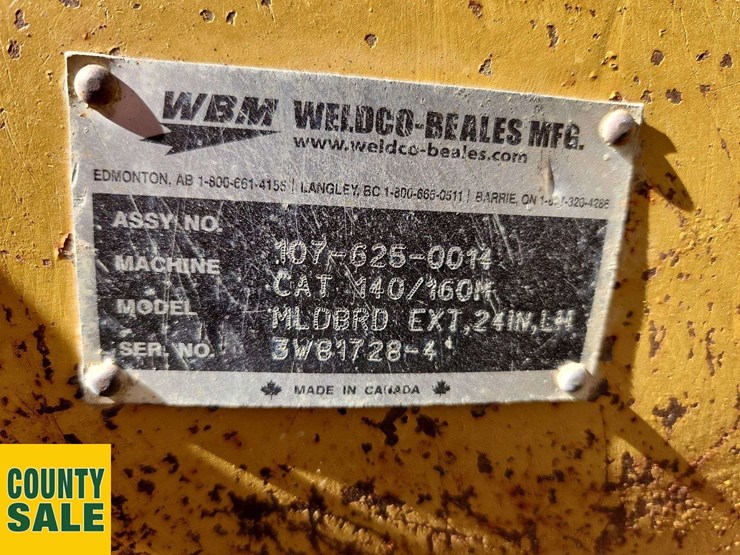 WBM WELDCO-BEALES MFG.
www.weldco-beales.com
EDMONTON, AB 1-800-661-4155 | LANGLEY, BC 1-800-665-0511 | BARRIE, ON
ASSY NO. 107-625-0014
MACHINE CAT 140/160M
MODEL MLDBRD EXT, 24IN, LH
SER. NO. 3W81728-4
MADE IN CANADA
COUNTY
SALE